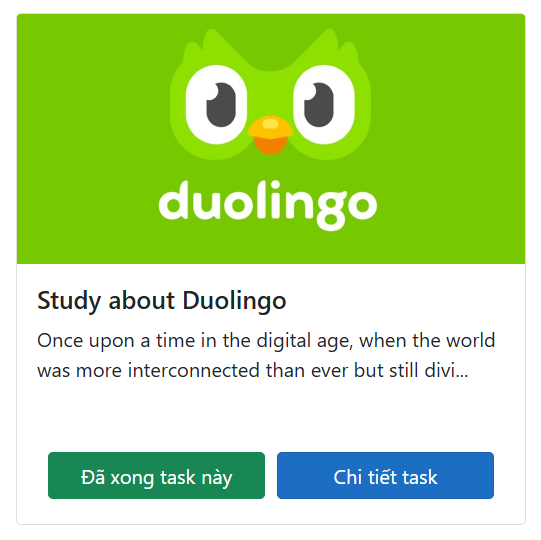 duolingo
Study about Duolingo
Once upon a time in the digital age, when the world
was more interconnected than ever but still divi...
Đã xong task này
Chi tiết task